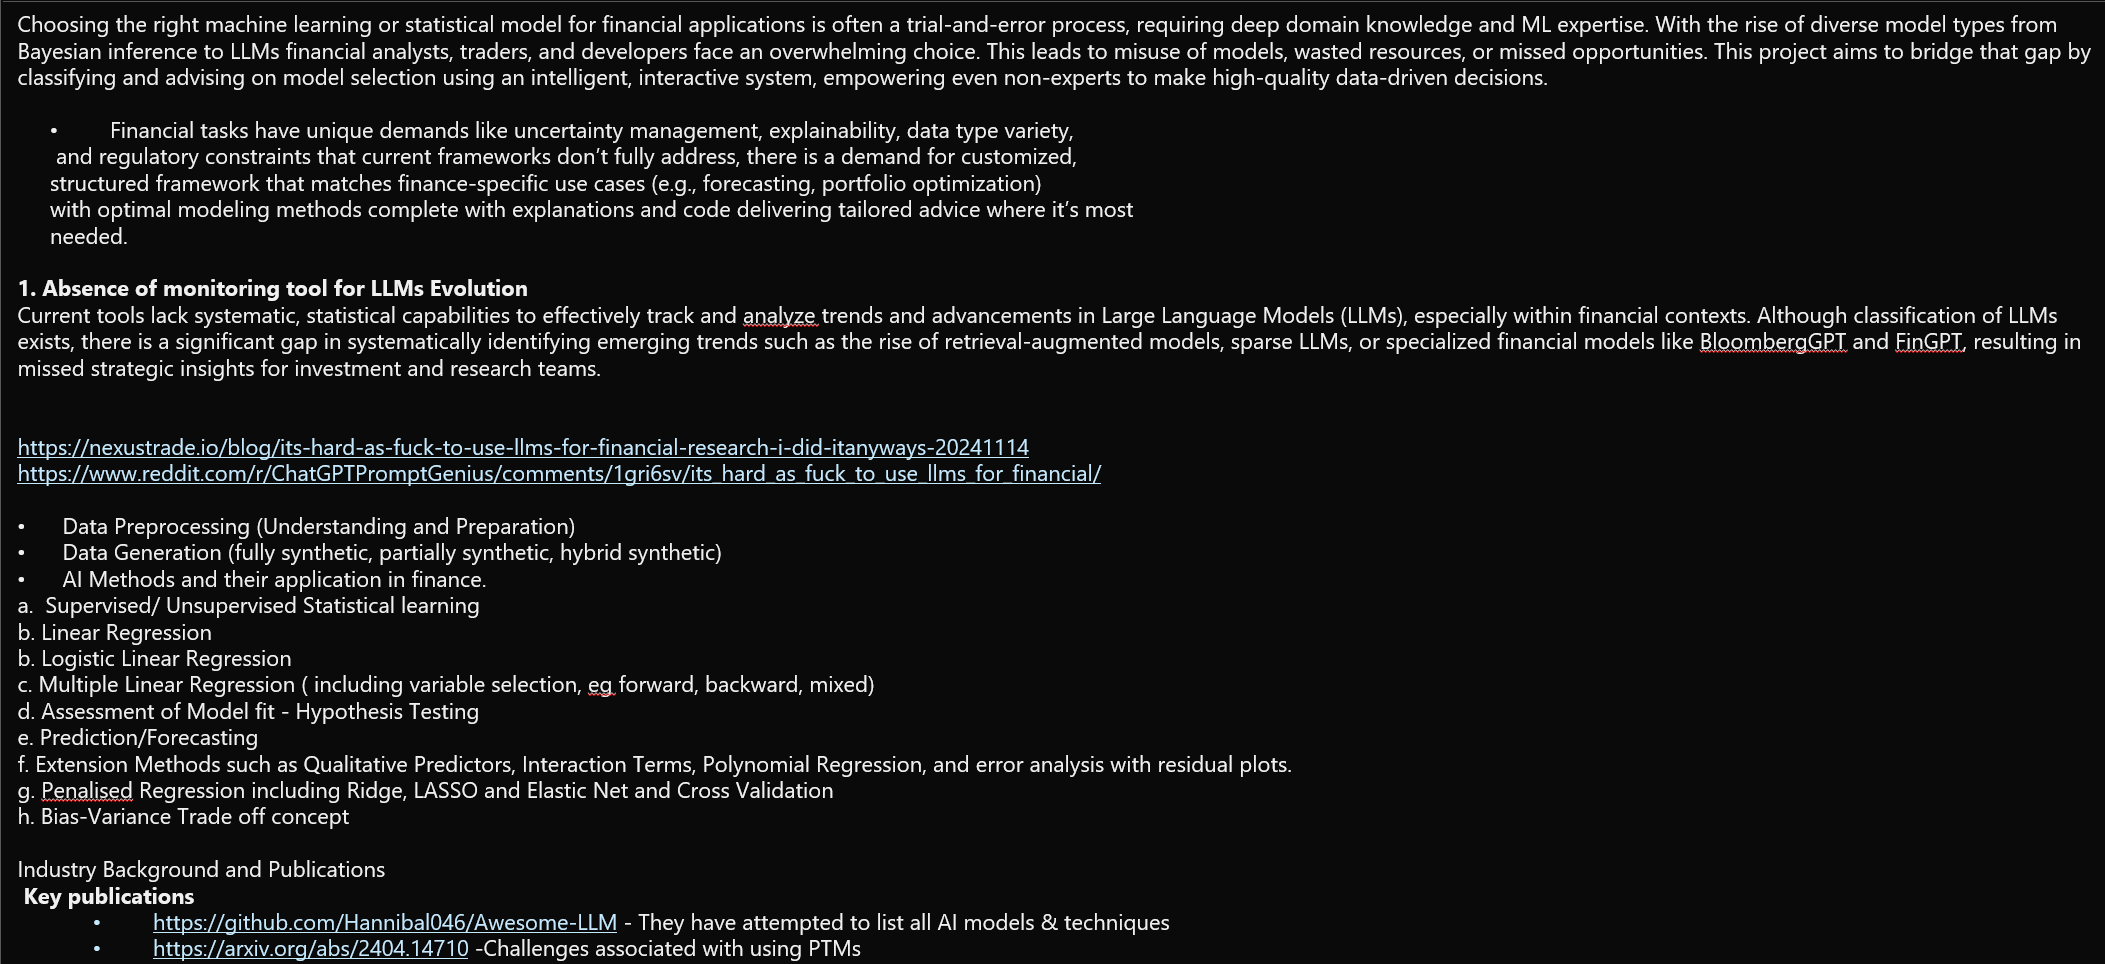 Choosing the right machine learning or statistical model for financial applications is often a trial-and-error process, requiring deep domain knowledge and ML expertise. With the rise of diverse model types from
Bayesian inference to LLMs financial analysts, traders, and developers face an overwhelming choice. This leads to misuse of models, wasted resources, or missed opportunities. This project aims to bridge that gap by
classifying and advising on model selection using an intelligent, interactive system, empowering even non-experts to make high-quality data-driven decisions.
• Financial tasks have unique demands like uncertainty management, explainability, data type variety,
and regulatory constraints that current frameworks don’t fully address, there is a demand for customized,
structured framework that matches finance-specific use cases (e.g., forecasting, portfolio optimization)
with optimal modeling methods complete with explanations and code delivering tailored advice where it’s most
needed.
1. Absence of monitoring tool for LLMs Evolution
Current tools lack systematic, statistical capabilities to effectively track and analyze trends and advancements in Large Language Models (LLMs), especially within financial contexts. Although classification of LLMs
exists, there is a significant gap in systematically identifying emerging trends such as the rise of retrieval-augmented models, sparse LLMs, or specialized financial models like BloombergGPT and FinGPT, resulting in
missed strategic insights for investment and research teams.
https://nexustrade.io/blog/its-hard-as-fuck-to-use-llms-for-financial-research-i-did-itanyways-20241114
https://www.reddit.com/r/ChatGPTPromptGenius/comments/1gri6sv/its_hard_as_fuck_to_use_llms_for_financial/
• Data Preprocessing (Understanding and Preparation)
• Data Generation (fully synthetic, partially synthetic, hybrid synthetic)
• AI Methods and their application in finance.
a. Supervised/ Unsupervised Statistical learning
b. Linear Regression
b. Logistic Linear Regression
c. Multiple Linear Regression ( including variable selection, eg forward, backward, mixed)
d. Assessment of Model fit - Hypothesis Testing
e. Prediction/Forecasting
f. Extension Methods such as Qualitative Predictors, Interaction Terms, Polynomial Regression, and error analysis with residual plots.
g. Penalised Regression including Ridge, LASSO and Elastic Net and Cross Validation
h. Bias-Variance Trade off concept
Industry Background and Publications
Key publications
• https://github.com/Hannibal046/Awesome-LLM - They have attempted to list all AI models & techniques
• https://arxiv.org/abs/2404.14710 -Challenges associated with using PTMs